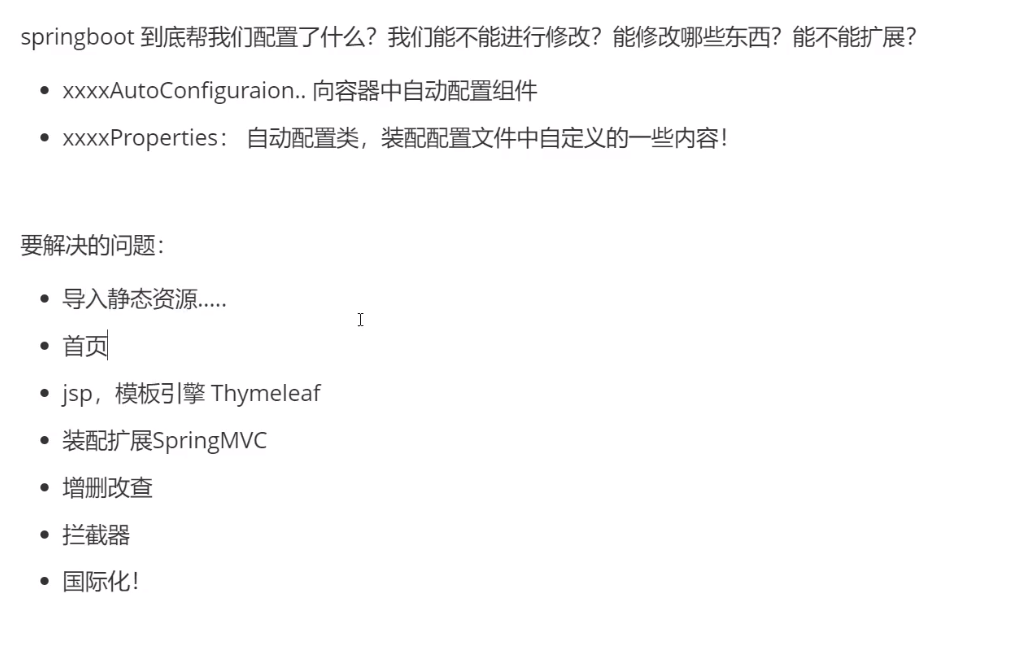 springboot 到底帮我们配置了什么？我们能不能进行修改？能修改哪些东西？能不能扩展？
xxxxAutoConfiguraion.. 向容器中自动配置组件
xxxxProperties： 自动配置类，装配配置文件中自定义的一些内容！
要解决的问题：
导入静态资源.....
首页
jsp，模板引擎 Thymeleaf
装配扩展SpringMVC
增删改查
拦截器
国际化！